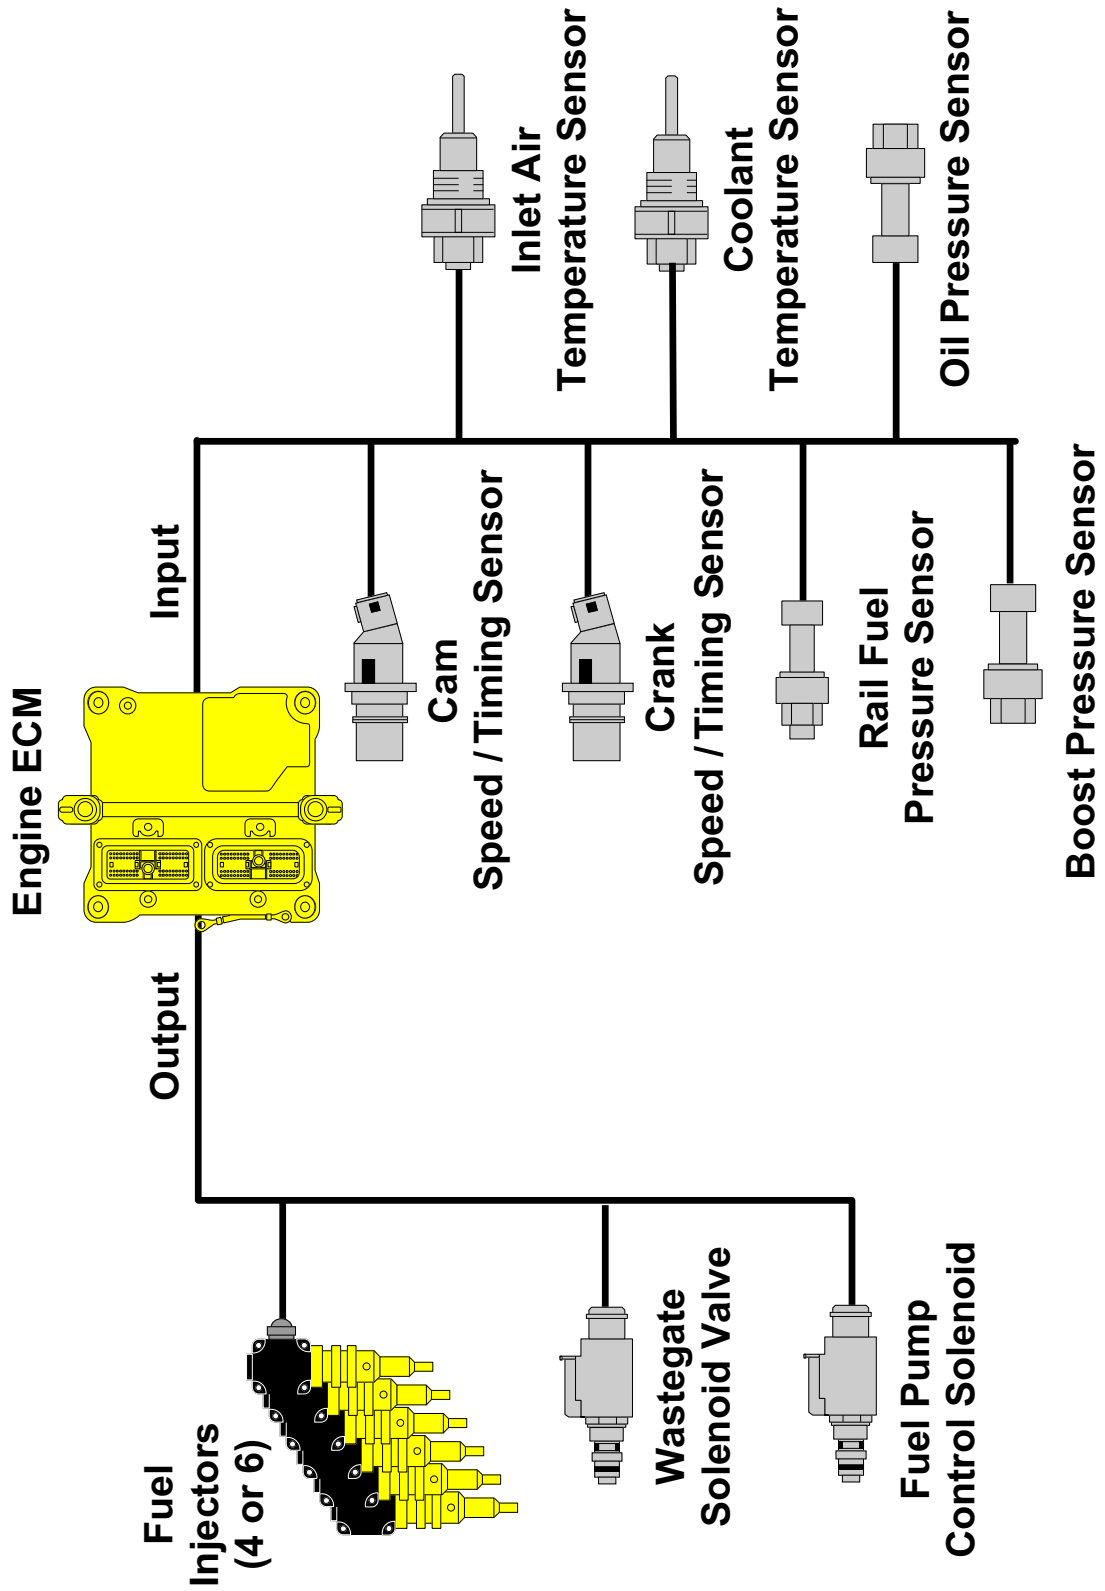 Engine ECM
Output
Input
Fuel
Injectors
(4 or 6)
Wastegate
Solenoid Valve
Fuel Pump
Control Solenoid
Cam
Speed / Timing Sensor
Crank
Speed / Timing Sensor
Rail Fuel
Pressure Sensor
Boost Pressure Sensor
Inlet Air
Temperature Sensor
Coolant
Temperature Sensor
Oil Pressure Sensor